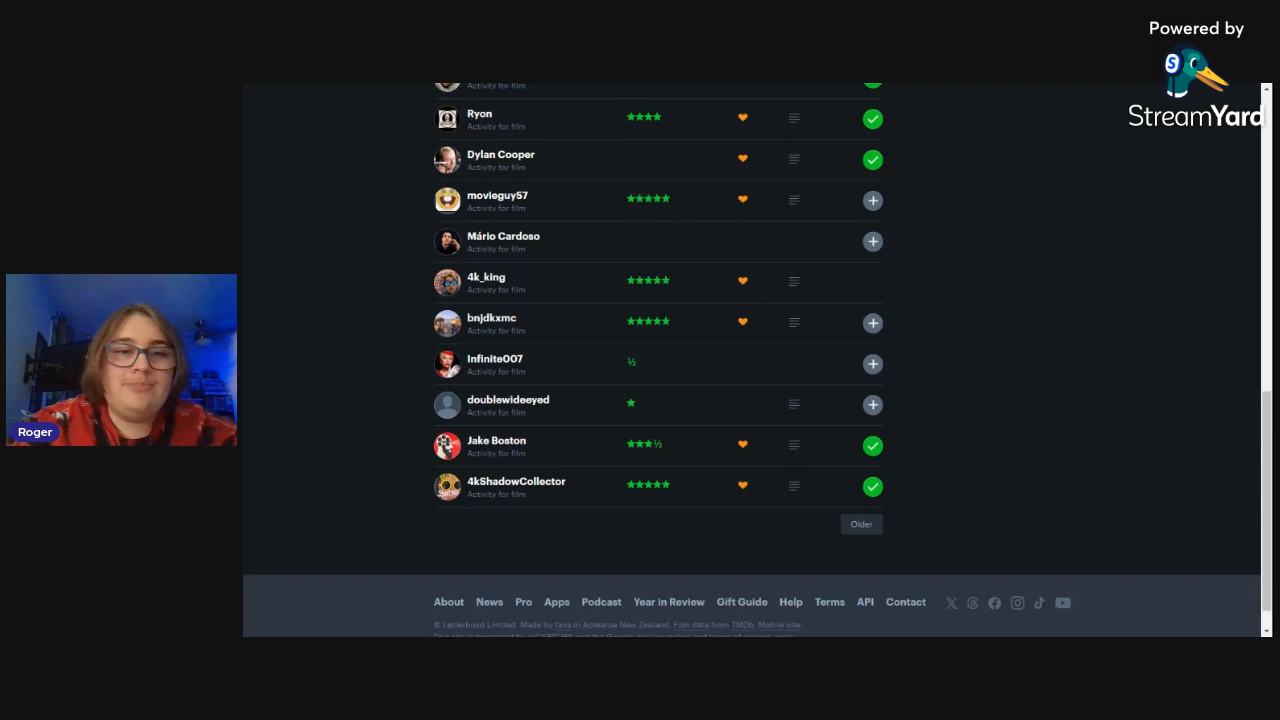 Powered by
StreamYard
Activity for film
Ryon
Activity for film
★★★★
Dylan Cooper
Activity for film
movieguy57
Activity for film
★★★★★
Mário Cardoso
Activity for film
4k_king
Activity for film
★★★★★
bnjdkxmc
Activity for film
★★★★★
Infinite007
Activity for film
½
doublewideeyed
Activity for film
★
Jake Boston
Activity for film
★★★½
4kShadowCollector
Activity for film
★★★★★
Older
Roger
About News Pro Apps Podcast Year in Review Gift Guide Help Terms API Contact
© Letterboxd Limited. Made by fans in Aotearoa New Zealand. Film data from TMDb. Mobile site.